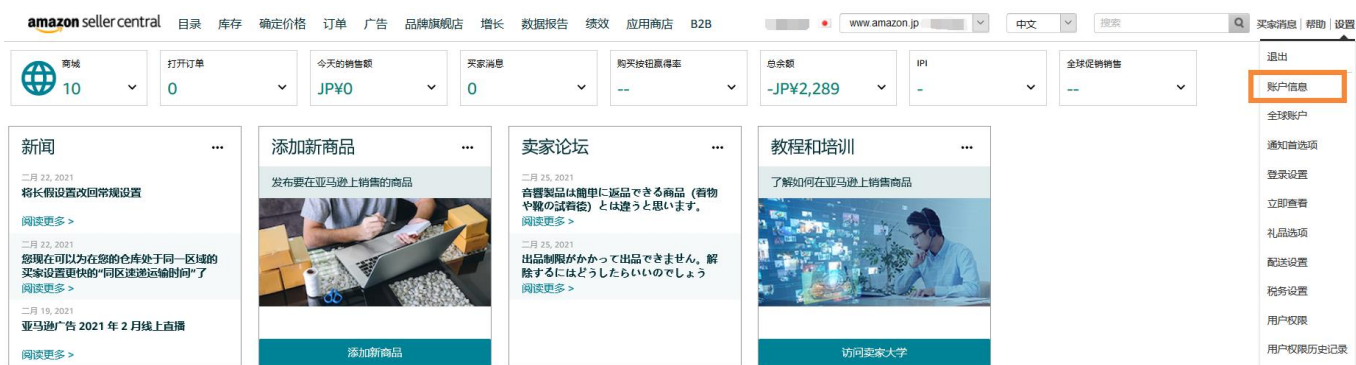 amazon seller central 目录 库存 确定价格 订单 广告 品牌旗舰店 增长 数据报告 绩效 应用商店 B2B www.amazon.jp 中文 搜索 买家消息 | 帮助 | 设置
商城
10
打开订单
0
今天的销售额
JP¥0
买家消息
0
购买按钮赢得率
--
总余额
-JP¥2,289
IPI
-
全球促销销售
--
退出
账户信息
全球账户
通知首选项
登录设置
立即查看
礼品选项
配送设置
税务设置
用户权限
用户权限历史记录
新闻
二月 22, 2021
将长假设置改回常规设置
阅读更多 >
二月 22, 2021
您现在可以为在您的仓库处于同一区域的
买家设置更快的“同区速递运输时间”了
阅读更多 >
二月 19, 2021
亚马逊广告 2021 年 2 月线上直播
阅读更多 >
添加新商品
发布要在亚马逊上销售的商品
添加新商品
卖家论坛
二月 25, 2021
音響製品は簡単に返品できる商品（着物
や靴の試着後）とは違うと思います。
阅读更多 >
二月 25, 2021
出品制限がかかって出品できません。解
除するにはどうしたらいいのでしょう
阅读更多 >
教程和培训
了解如何在亚马逊上销售商品
访问卖家大学